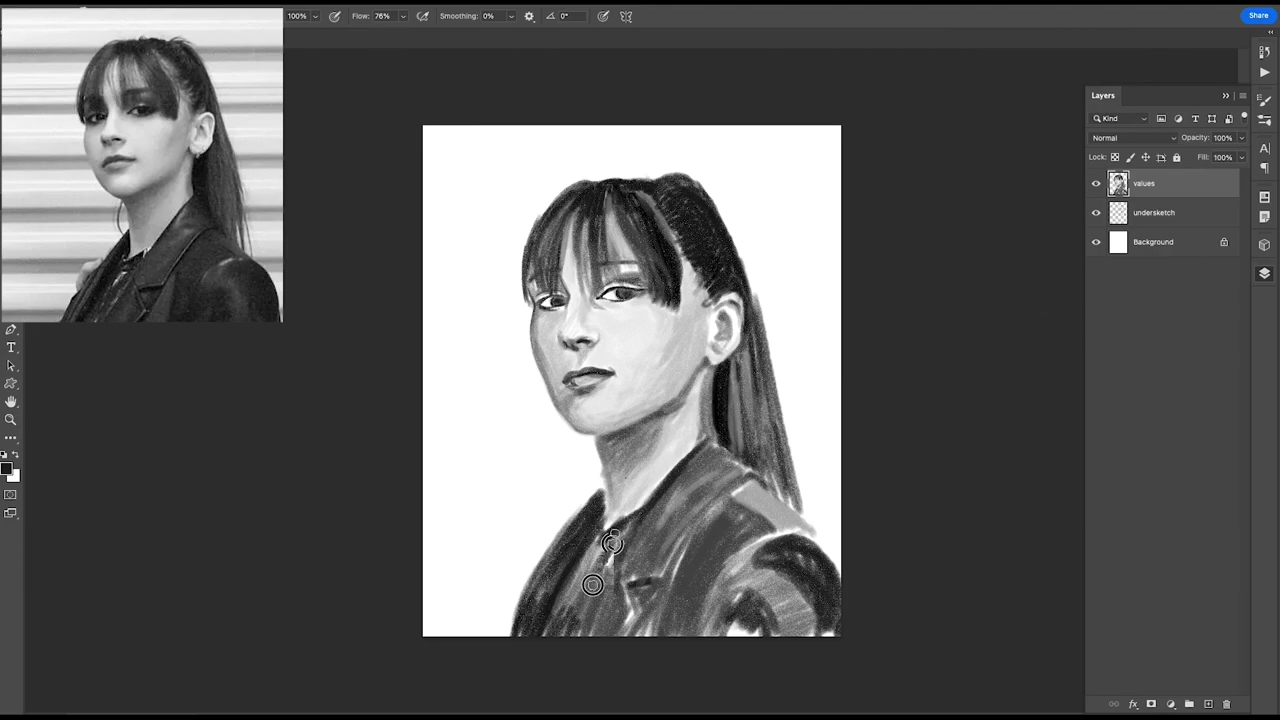 100% Flow: 76% Smoothing: 0% 0° Share
Layers
Kind
Normal Opacity: 100%
Lock: Fill: 100%
values
undersketch
Background